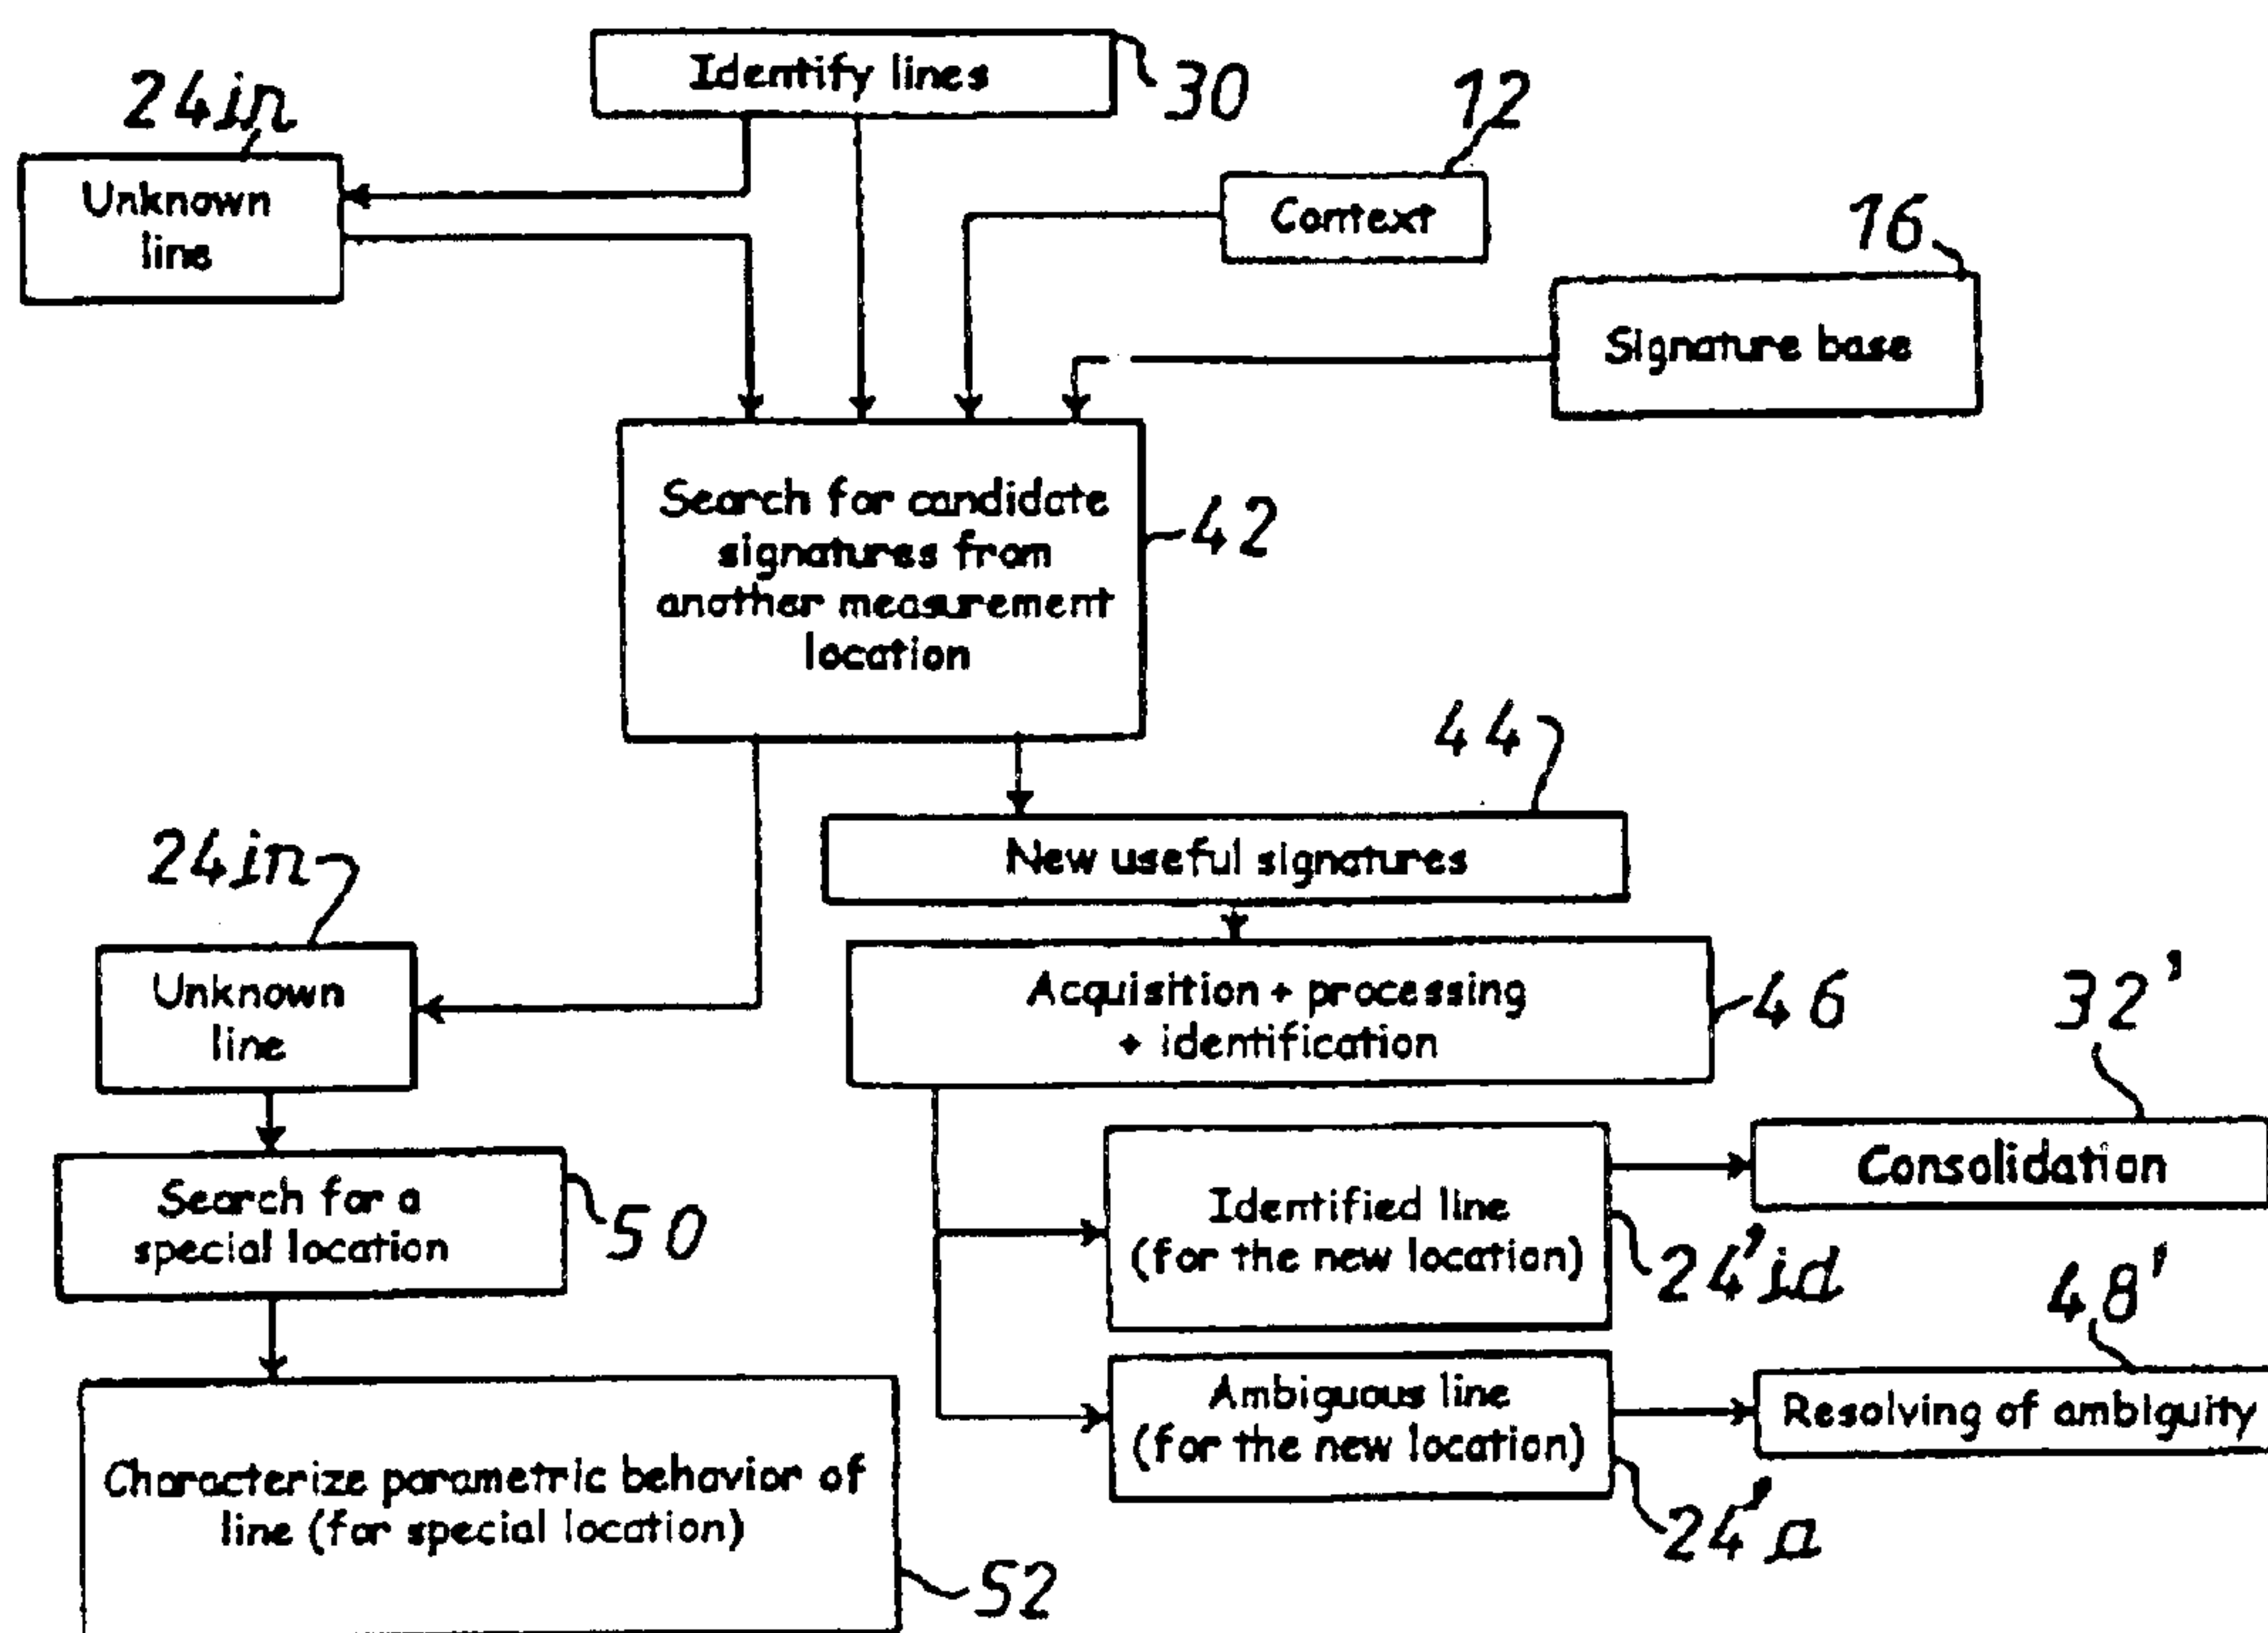 Identify lines
30
24in
12
Unknown
line
Context
16
Signature base
Search for candidate
signatures from
another measurement
location
42
44
New useful signatures
24in
Unknown
line
Acquisition + processing
+ identification
46
32'
Consolidation
Search for a
special location
50
Identified line
(for the new location)
24'id
48'
Ambiguous line
(for the new location)
Resolving of ambiguity
24'a
Characterize parametric behavior of
line (for special location)
52